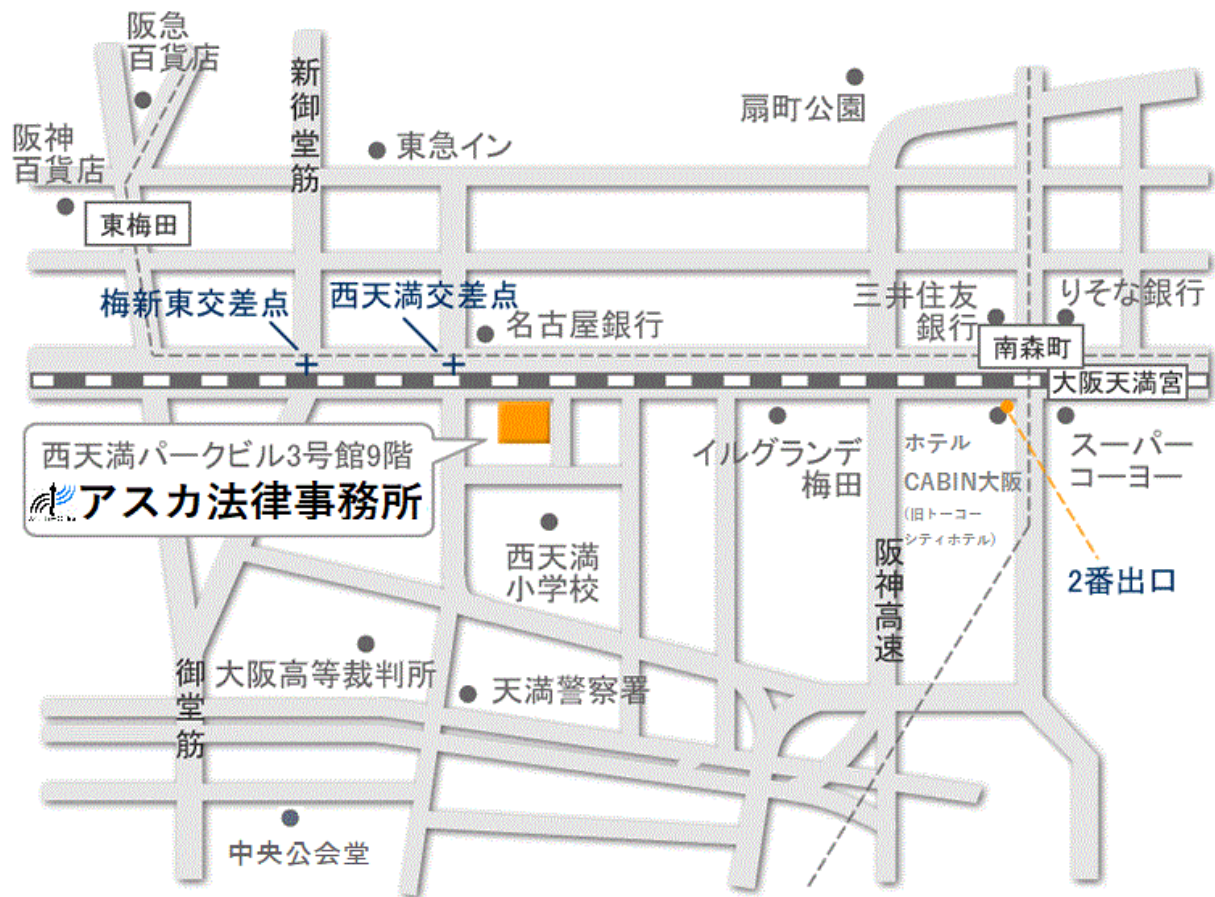 阪急
百貨店
新御堂筋
扇町公園
阪神
百貨店
東急イン
東梅田
梅新東交差点
西天満交差点
名古屋銀行
三井住友
銀行
りそな銀行
南森町
大阪天満宮
西天満パークビル3号館9階
アスカ法律事務所
イルグランデ
梅田
ホテル
CABIN大阪
(旧トーコー
シティホテル)
スーパー
コーヨー
西天満
小学校
阪神高速
2番出口
大阪高等裁判所
天満警察署
御堂筋
中央公会堂